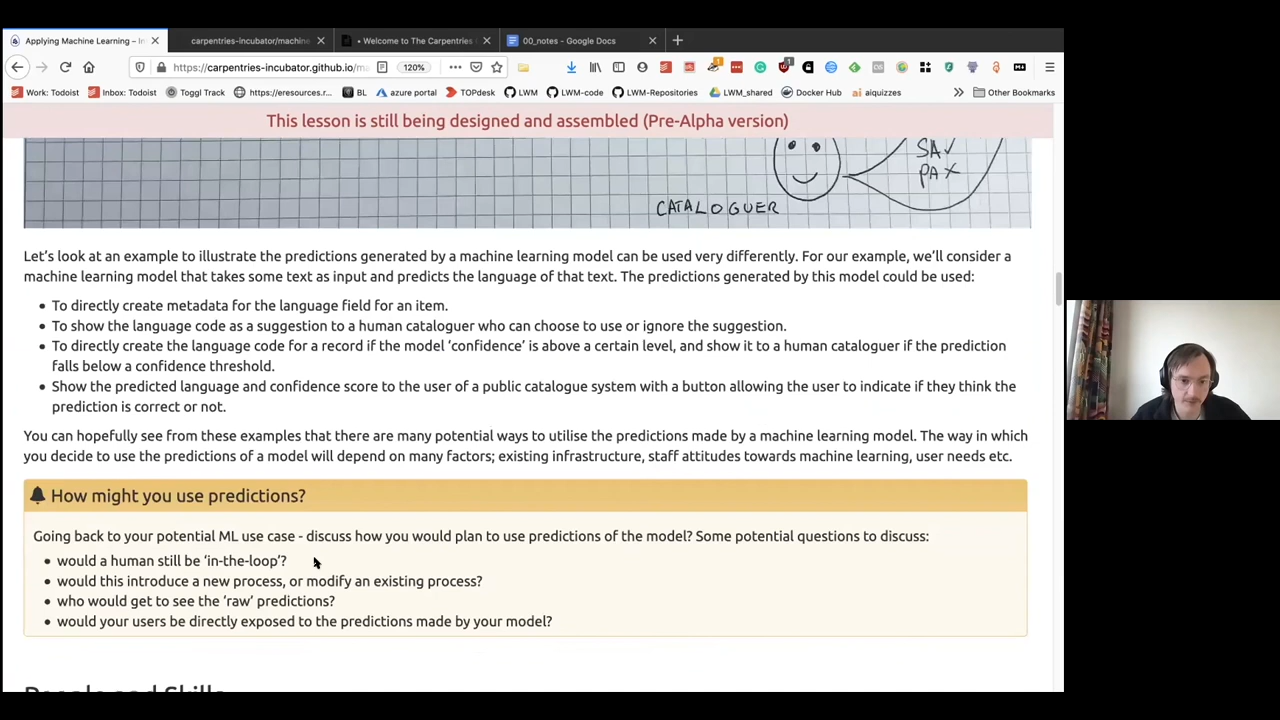 Applying Machine Learning – In
carpentries-incubator/machine
• Welcome to The Carpentries
00_notes - Google Docs
https://carpentries-incubator.github.io/m
120%
Work: Todoist
Inbox: Todoist
Toggl Track
https://eresources.r...
BL
azure portal
TOPdesk
LWM
LWM-code
LWM-Repositories
LWM_shared
Docker Hub
ai aiquizzes
Other Bookmarks
This lesson is still being designed and assembled (Pre-Alpha version)
SA✓
PA X
CATALOGUER
Let’s look at an example to illustrate the predictions generated by a machine learning model can be used very differently. For our example, we’ll consider a
machine learning model that takes some text as input and predicts the language of that text. The predictions generated by this model could be used:
• To directly create metadata for the language field for an item.
• To show the language code as a suggestion to a human cataloguer who can choose to use or ignore the suggestion.
• To directly create the language code for a record if the model ‘confidence’ is above a certain level, and show it to a human cataloguer if the prediction
falls below a confidence threshold.
• Show the predicted language and confidence score to the user of a public catalogue system with a button allowing the user to indicate if they think the
prediction is correct or not.
You can hopefully see from these examples that there are many potential ways to utilise the predictions made by a machine learning model. The way in which
you decide to use the predictions of a model will depend on many factors; existing infrastructure, staff attitudes towards machine learning, user needs etc.
How might you use predictions?
Going back to your potential ML use case - discuss how you would plan to use predictions of the model? Some potential questions to discuss:
• would a human still be ‘in-the-loop’?
• would this introduce a new process, or modify an existing process?
• who would get to see the ‘raw’ predictions?
• would your users be directly exposed to the predictions made by your model?
People and Skills